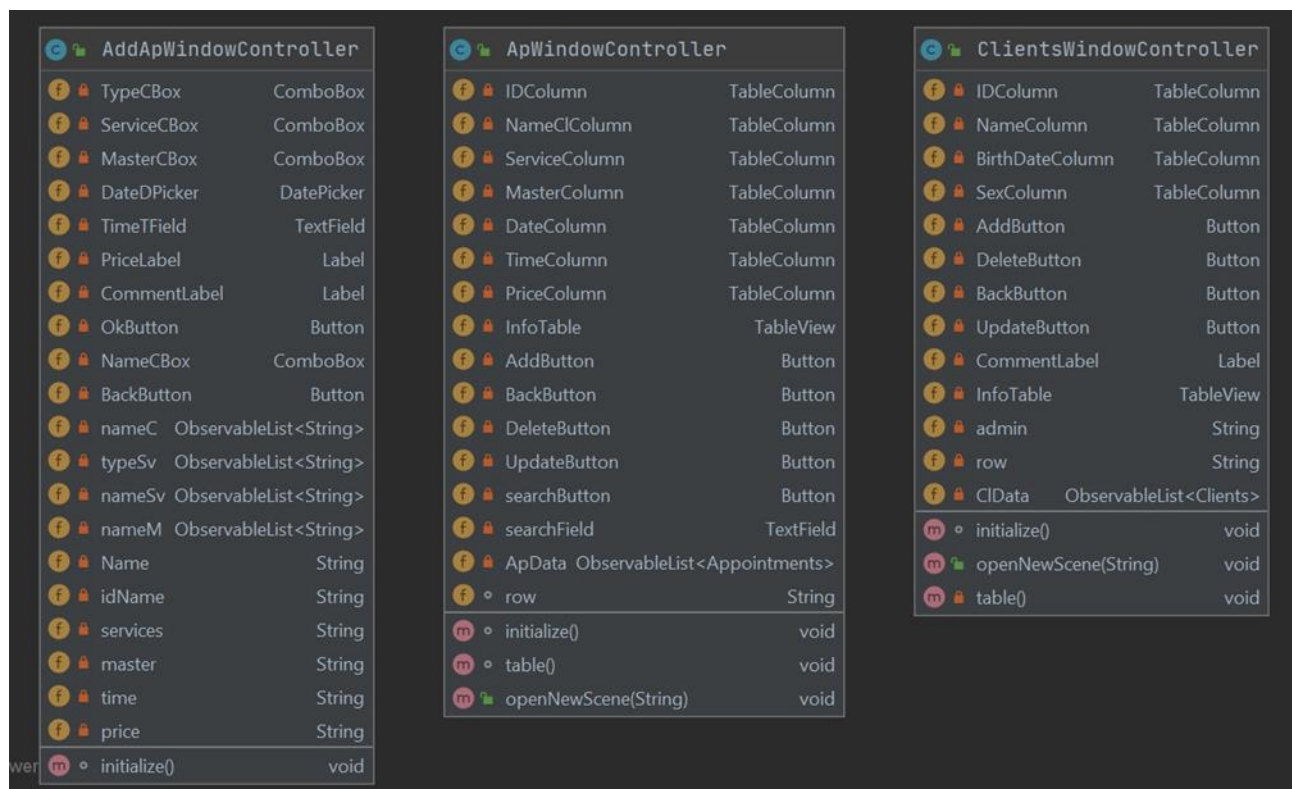 AddApWindowController
TypeCBox ComboBox
ServiceCBox ComboBox
MasterCBox ComboBox
DateDPicker DatePicker
TimeTField TextField
PriceLabel Label
CommentLabel Label
OkButton Button
NameCBox ComboBox
BackButton Button
nameC ObservableList<String>
typeSv ObservableList<String>
nameSv ObservableList<String>
nameM ObservableList<String>
Name String
idName String
services String
master String
time String
price String
initialize() void
ApWindowController
IDColumn TableColumn
NameClColumn TableColumn
ServiceColumn TableColumn
MasterColumn TableColumn
DateColumn TableColumn
TimeColumn TableColumn
PriceColumn TableColumn
InfoTable TableView
AddButton Button
BackButton Button
DeleteButton Button
UpdateButton Button
searchButton Button
searchField TextField
ApData ObservableList<Appointments>
row String
initialize() void
table() void
openNewScene(String) void
ClientsWindowController
IDColumn TableColumn
NameColumn TableColumn
BirthDateColumn TableColumn
SexColumn TableColumn
AddButton Button
DeleteButton Button
BackButton Button
UpdateButton Button
CommentLabel Label
InfoTable TableView
admin String
row String
ClData ObservableList<Clients>
initialize() void
openNewScene(String) void
table() void